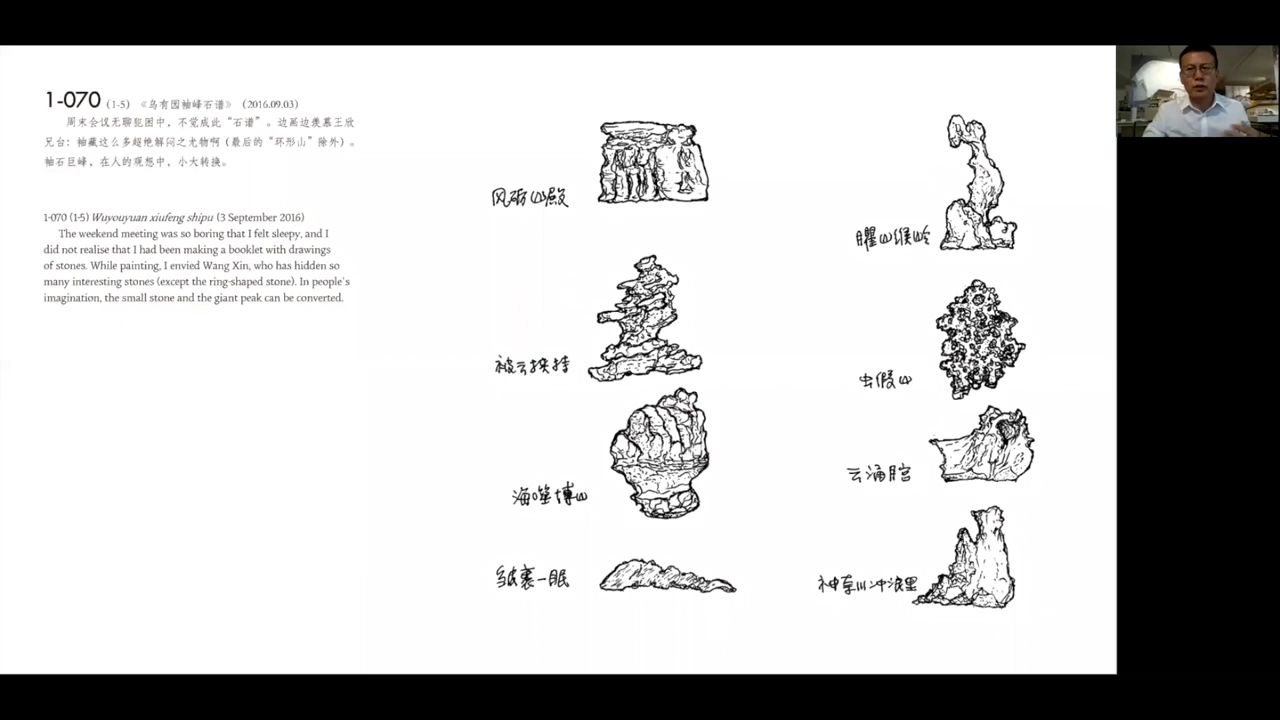 1-070 (1-5) 《乌有园袖峰石谱》 (2016.09.03)
周末会议无聊犯困中，不觉成此“石谱”。边画边羡慕王欣
兄台：袖藏这么多超绝解闷之尤物啊（最后的“环形山”除外）。
袖石巨峰，在人的观想中，小大转换。
1-070 (1-5) Wuyouyuan xiufeng shipu (3 September 2016)
The weekend meeting was so boring that I felt sleepy, and I
did not realise that I had been making a booklet with drawings
of stones. While painting, I envied Wang Xin, who has hidden so
many interesting stones (except the ring-shaped stone). In people's
imagination, the small stone and the giant peak can be converted.
风砺山殿
被云扶持
海噬博山
皱裹一眠
臞山猴岭
虫假山
云涌腔宫
神奈川冲浪里